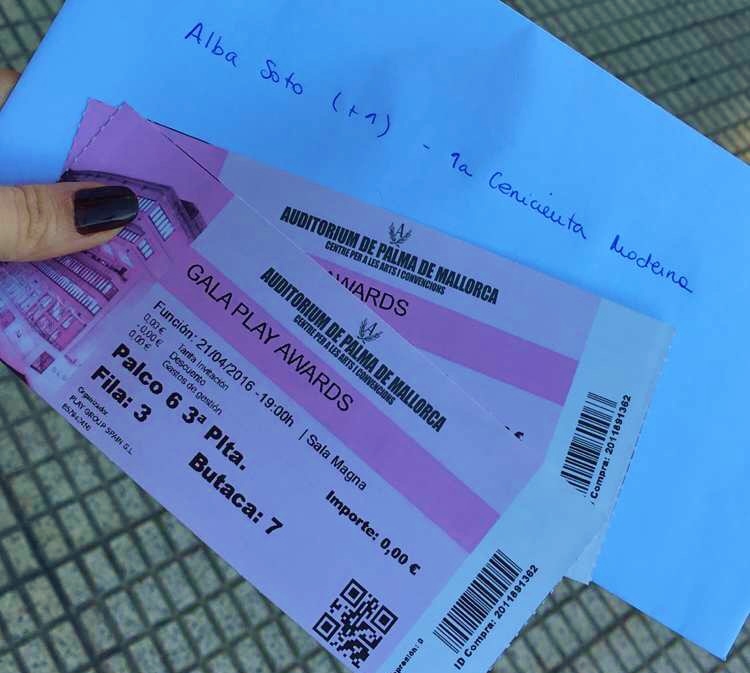 Alba Soto (+1) - 1a Cenicienta Moderna
AUDITORIUM DE PALMA DE MALLORCA
CENTRE PER A LES ARTS I CONVENCIONS
AWARDS
Compra: 2011891362
AUDITORIUM DE PALMA DE MALLORCA
CENTRE PER A LES ARTS I CONVENCIONS
GALA PLAY AWARDS
Función: 21/04/2016 -19:00h | Sala Magna
0,00 € Tarifa Invitación
0,00 € Descuento
0,00 € Gastos de gestión
Palco 6 3ª Plta.
Fila: 3 Butaca: 7
Importe: 0,00 €
Organizador
PLAY GROUP SPAIN S.L
ID Compra: 2011891362